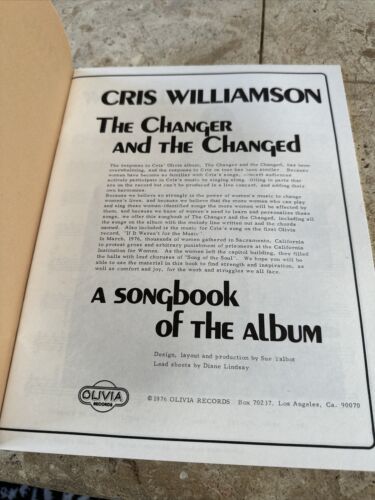 CRIS WILLIAMSON
THE CHANGER
AND THE CHANGED
The response to Cris' Olivia album, The Changer and the Changed, has been
overwhelming, and the response to Cris on tour has been similar. Because
women have become so familiar with Cris's songs, concert audiences
actively participate in Cris's music by singing along, filling in parts that
are on the record but can't be produced in a live concert, and adding their
own harmonies.
Because we believe so strongly in the power of women's music to change
women's lives, and because we believe that the more women who can play
and sing these women-identified songs the more women will be affected by
them, and because we know of women's need to learn and personalize these
songs, we offer this songbook of The Changer and the Changed, including all
the songs on the album with the melody line written out and the chords
named. Also included is the music for Cris's song on the first Olivia
record, "If It Weren't for the Music".
In March, 1976, thousands of women gathered in Sacramento, California
to protest gross and arbitrary punishment of prisoners at the California
Institution for Women. As the women left the capitol building, they filled
the halls with loud choruses of "Song of the Soul". We hope you will be
able to use the material in this book to find strength and inspiration, as
well as comfort and joy, for the work and struggles we all face.
A SONGBOOK
OF THE ALBUM
Design, layout and production by Sue Talbot
Lead sheets by Diane Lindsay
OLIVIA
RECORDS
©1976 OLIVIA RECORDS Box 70237, Los Angeles, Ca. 90070